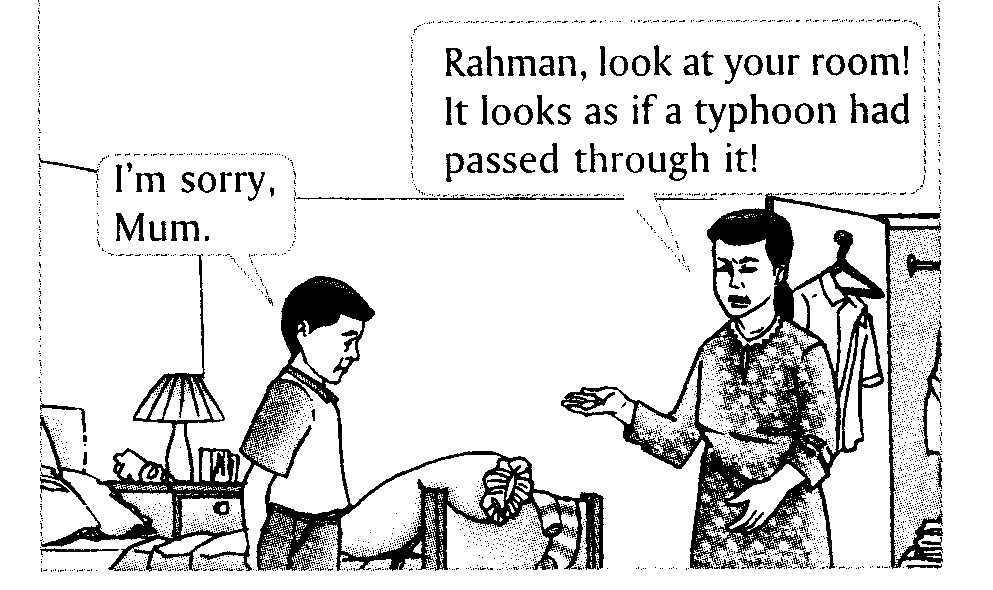 Rahman, look at your room!
It looks as if a typhoon had
passed through it!
I'm sorry,
Mum.